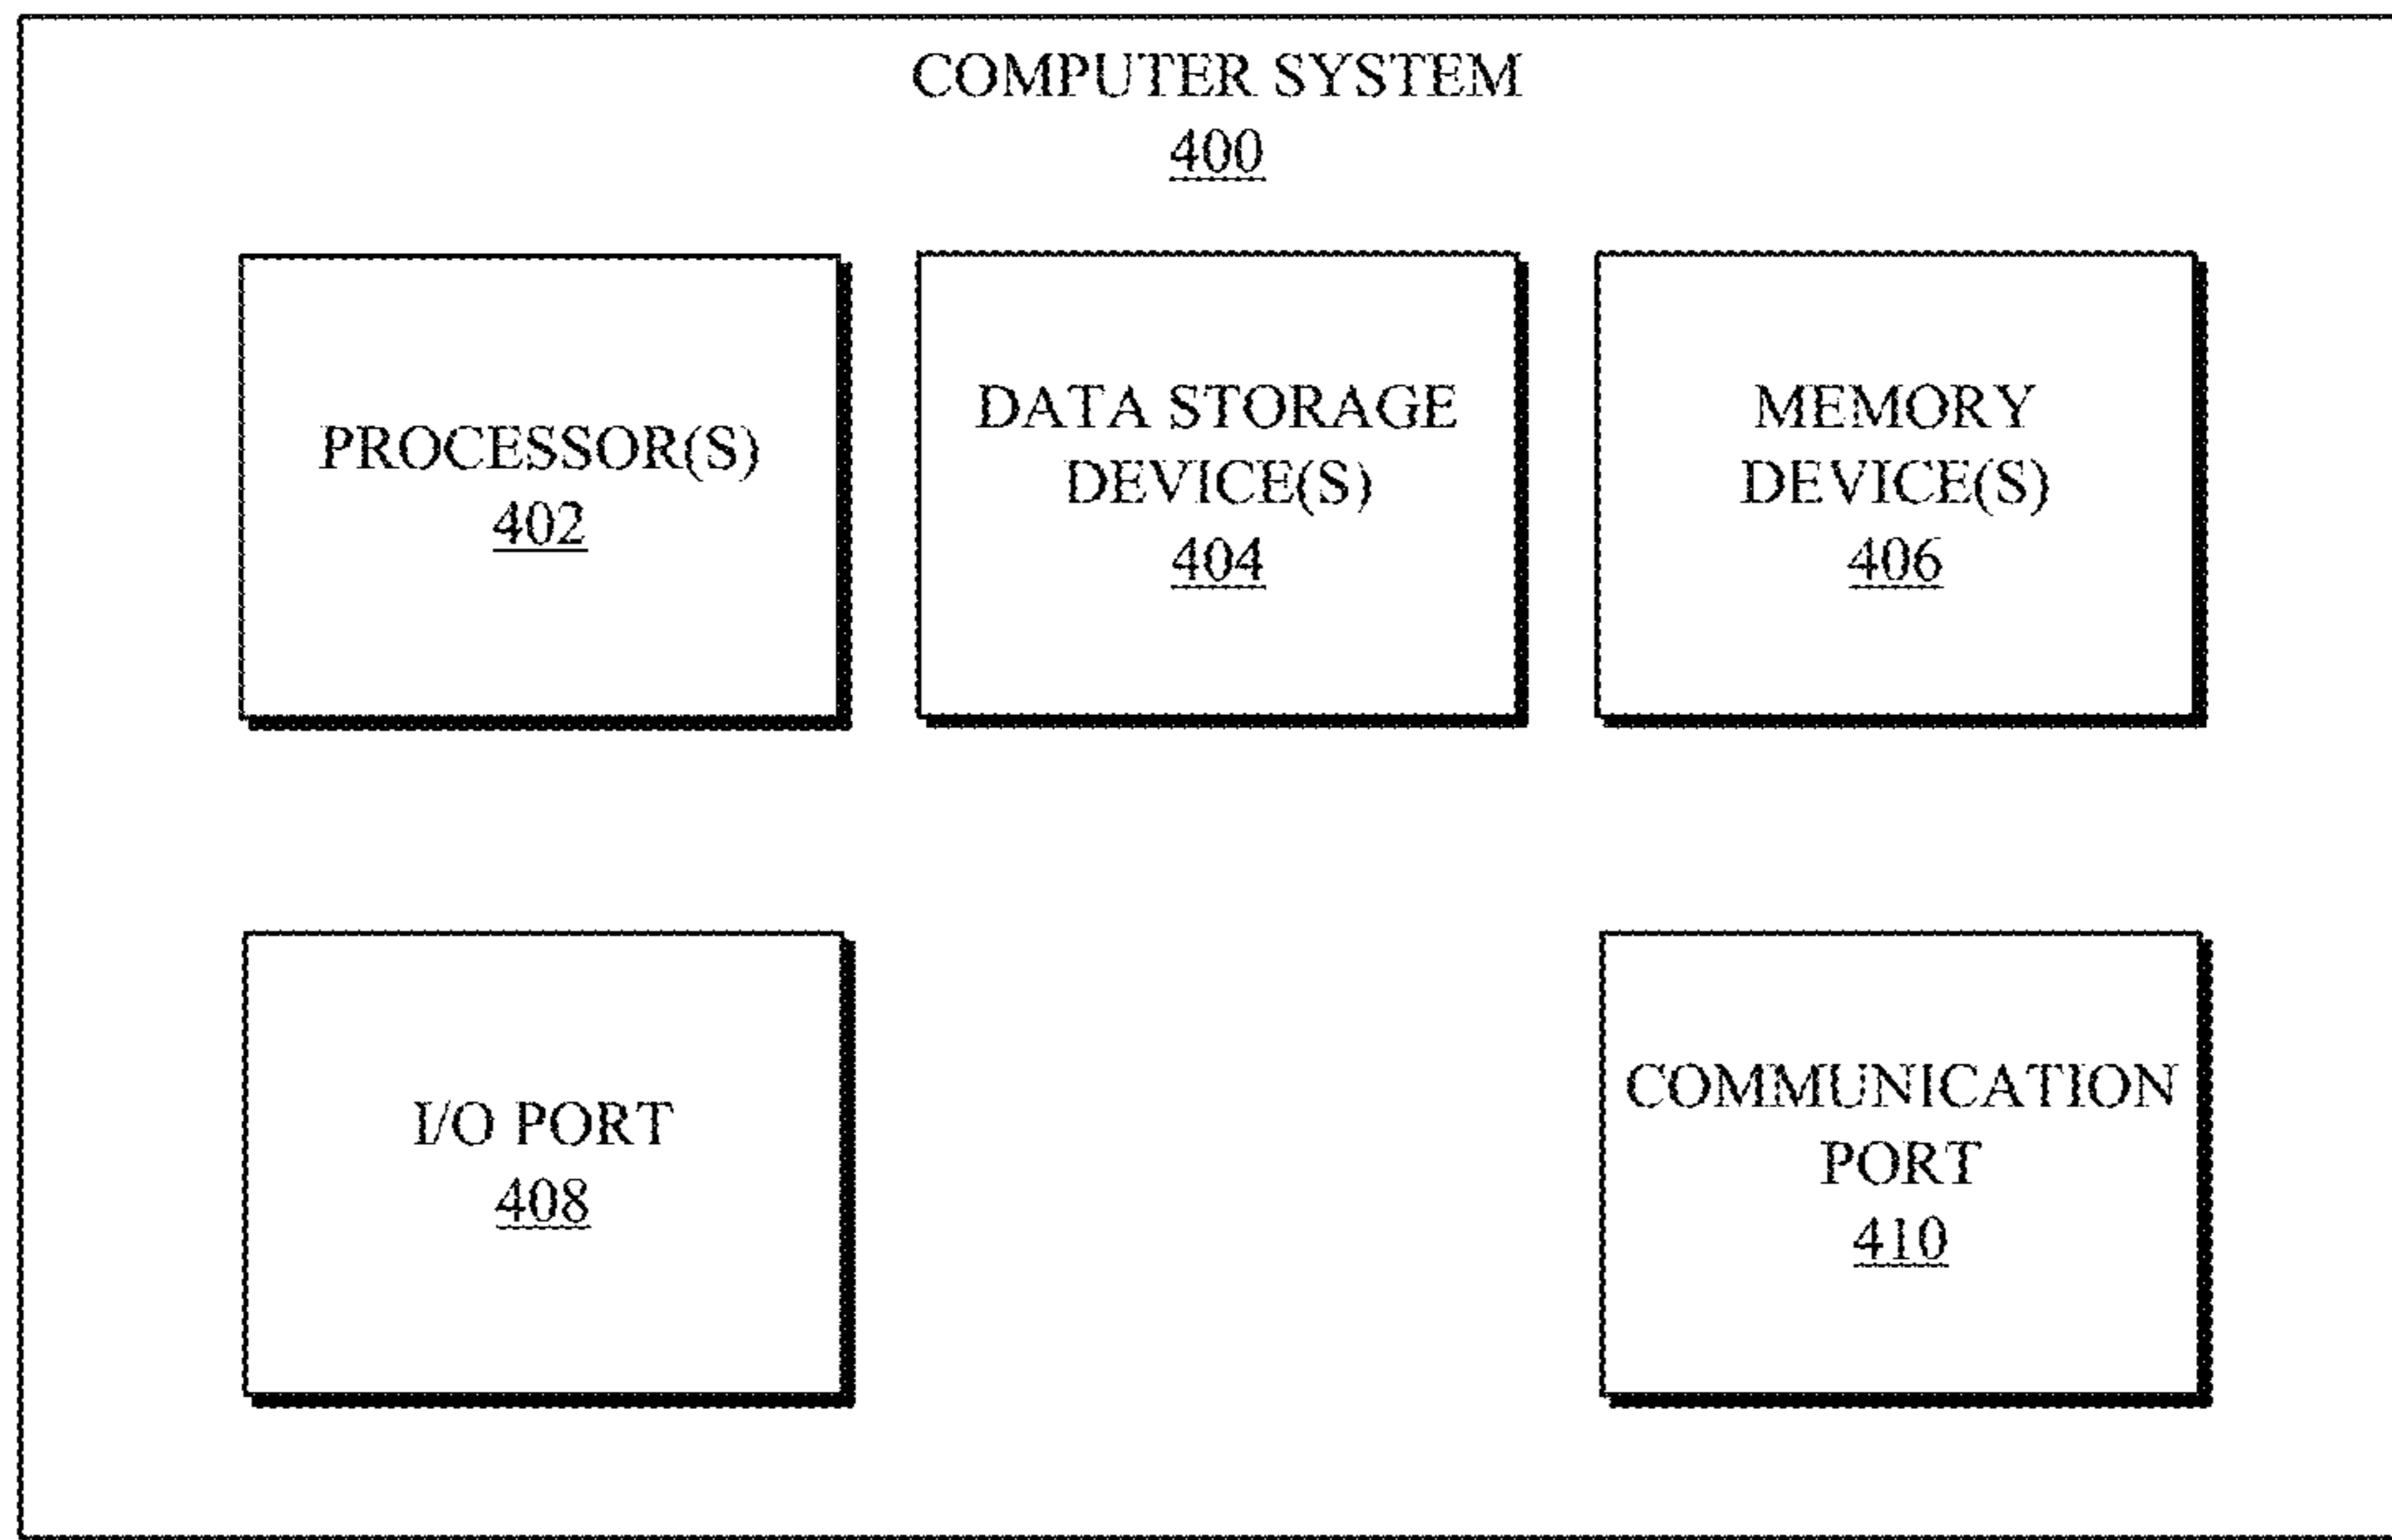 COMPUTER SYSTEM
400
PROCESSOR(S)
402
DATA STORAGE
DEVICE(S)
404
MEMORY
DEVICE(S)
406
I/O PORT
408
COMMUNICATION
PORT
410